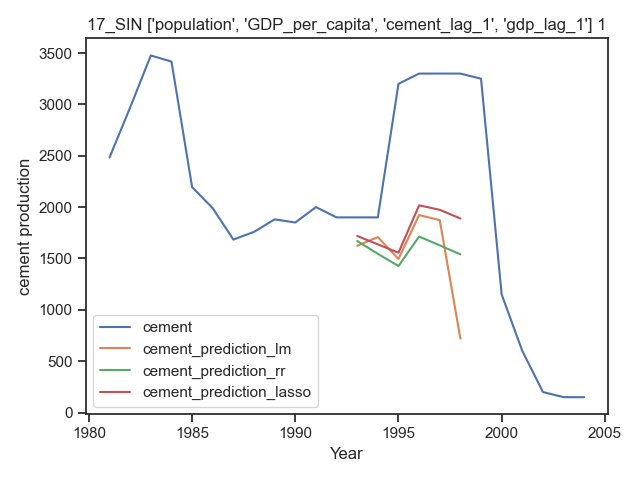 17_SIN ['population', 'GDP_per_capita', 'cement_lag_1', 'gdp_lag_1'] 1
3500
3000
2500
2000
1500
1000
500
0
cement production
cement
cement_prediction_lm
cement_prediction_rr
cement_prediction_lasso
1980
1985
1990
1995
2000
2005
Year